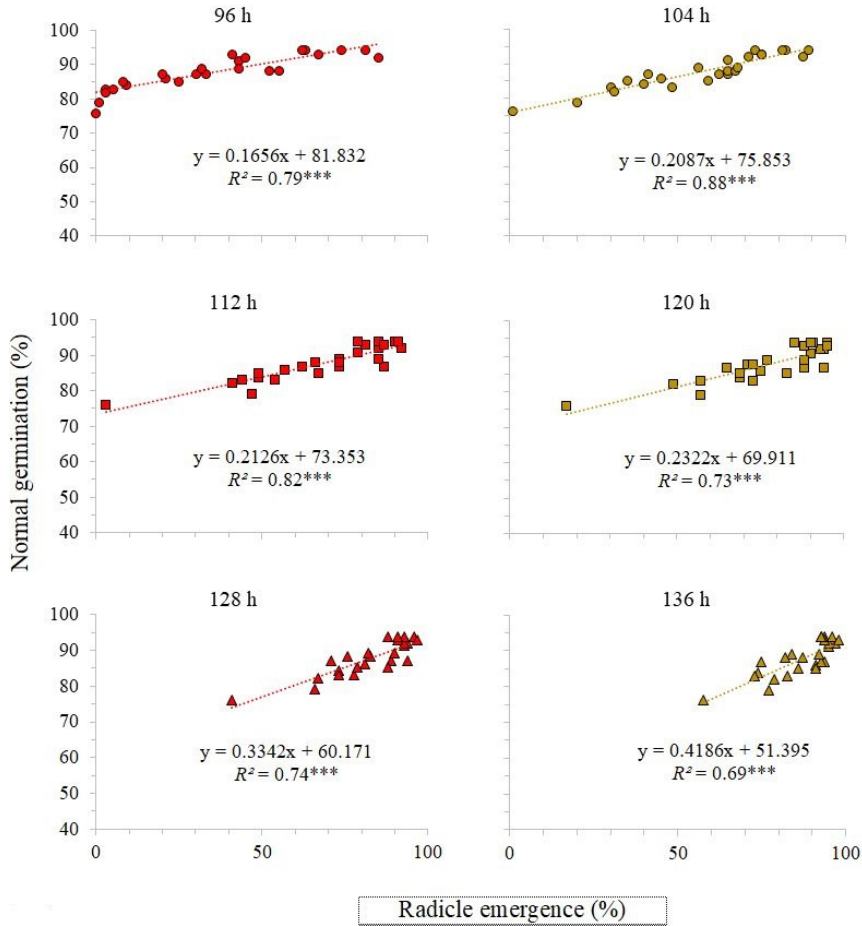 96 h
104 h
100
90
80
70
60
50
40
y = 0.1656x + 81.832
R² = 0.79***
y = 0.2087x + 75.853
R² = 0.88***
112 h
120 h
100
90
80
70
60
50
40
y = 0.2126x + 73.353
R² = 0.82***
y = 0.2322x + 69.911
R² = 0.73***
Normal germination (%)
128 h
136 h
100
90
80
70
60
50
40
y = 0.3342x + 60.171
R² = 0.74***
y = 0.4186x + 51.395
R² = 0.69***
0 50 100
0 50 100
Radicle emergence (%)